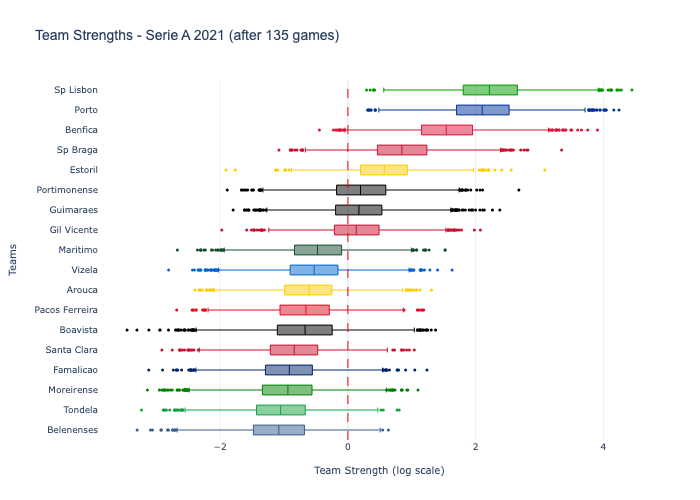 Team Strengths - Serie A 2021 (after 135 games)
Sp Lisbon
Porto
Benfica
Sp Braga
Estoril
Portimonense
Guimaraes
Gil Vicente
Maritimo
Vizela
Arouca
Pacos Ferreira
Boavista
Santa Clara
Famalicao
Moreirense
Tondela
Belenenses
Teams
−2 0 2 4
Team Strength (log scale)